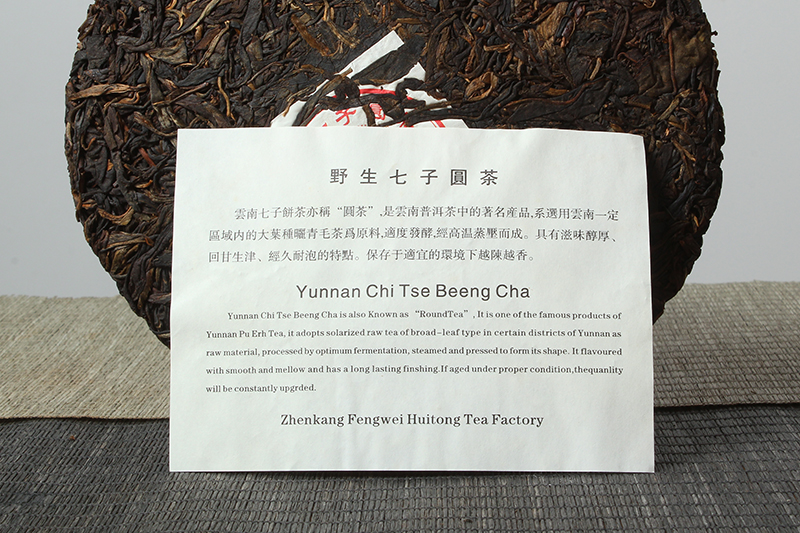 野生七子圓茶
雲南七子餅茶亦稱“圓茶”,是雲南普洱茶中的著名産品,系選用雲南一定
區域内的大葉種曬青毛茶爲原料,適度發酵,經高温蒸壓而成。具有滋味醇厚、
回甘生津、經久耐泡的特點。保存于適宜的環境下越陳越香。
Yunnan Chi Tse Beeng Cha
Yunnan Chi Tse Beeng Cha is also Known as “RoundTea”, It is one of the famous products of
Yunnan Pu Erh Tea, it adopts solarized raw tea of broad-leaf type in certain districts of Yunnan as
raw material, processed by optimum fermentation, steamed and pressed to form its shape. It flavoured
with smooth and mellow and has a long lasting finshing.If aged under proper condition,thequanlity
will be constantly upgrded.
Zhenkang Fengwei Huitong Tea Factory